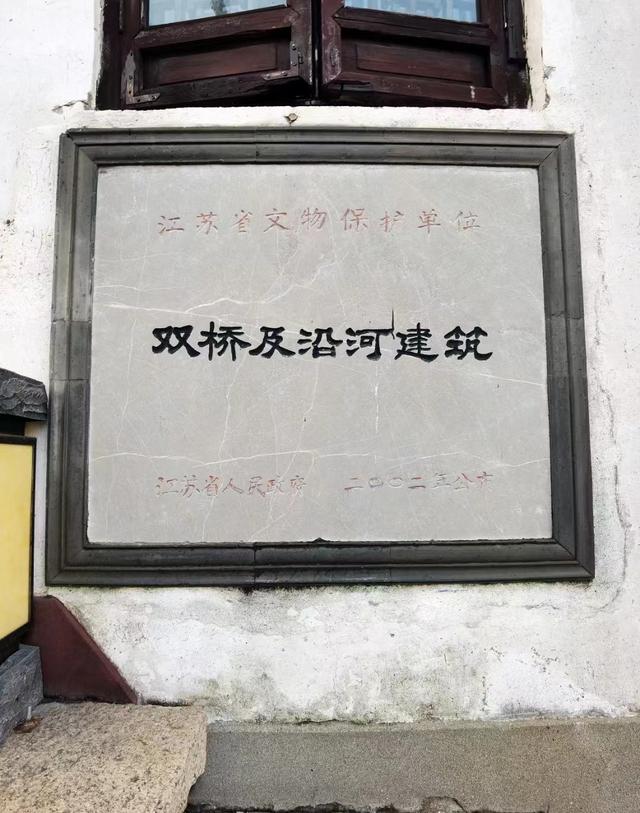 江苏省文物保护单位
双桥及沿河建筑
江苏省人民政府 二〇〇二年公布